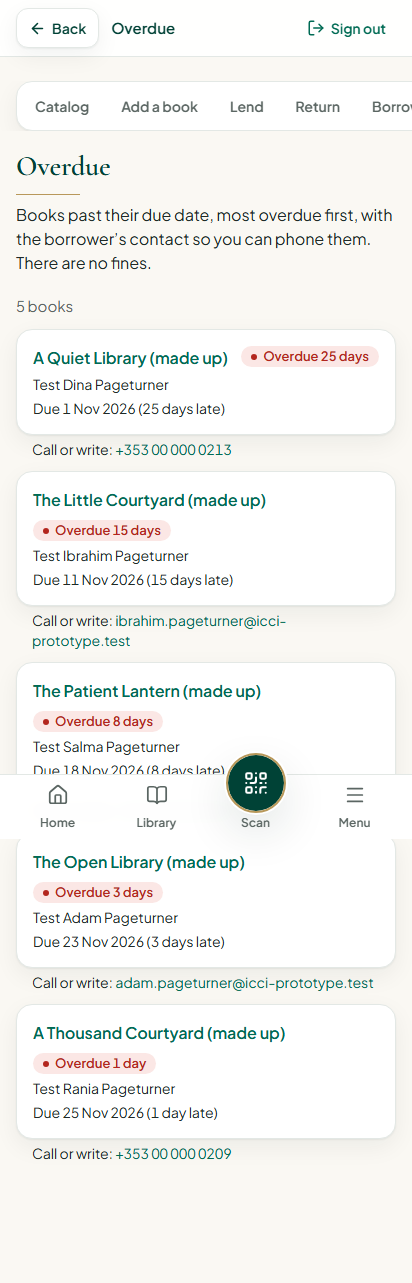 Back
Overdue
Sign out
Catalog
Add a book
Lend
Return
Overdue
Books past their due date, most overdue first, with
the borrower's contact so you can phone them.
There are no fines.
5 books
A Quiet Library (made up)
Overdue 25 days
Test Dina Pageturner
Due 1 Nov 2026 (25 days late)
Call or write: +353 00 000 0213
The Little Courtyard (made up)
Overdue 15 days
Test Ibrahim Pageturner
Due 11 Nov 2026 (15 days late)
Call or write: ibrahim.pageturner@icci-
prototype.test
The Patient Lantern (made up)
Overdue 8 days
Test Salma Pageturner
Due 18 Nov 2026 (8 days late)
Home
Library
Scan
Menu
The Open Library (made up)
Overdue 3 days
Test Adam Pageturner
Due 23 Nov 2026 (3 days late)
Call or write: adam.pageturner@icci-prototype.test
A Thousand Courtyard (made up)
Overdue 1 day
Test Rania Pageturner
Due 25 Nov 2026 (1 day late)
Call or write: +353 00 000 0209